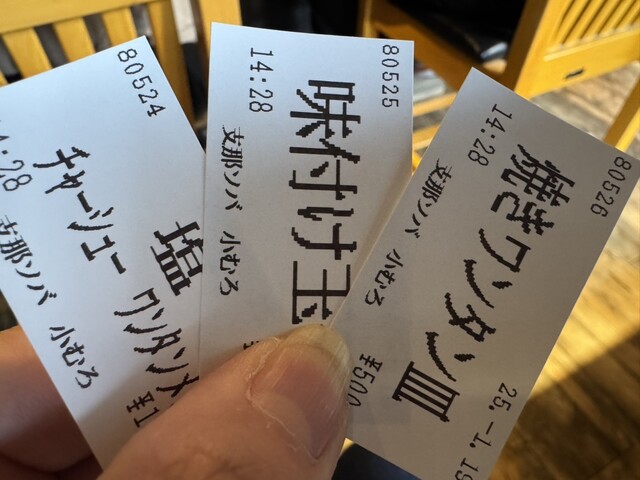 80524
14:28
塩
チャーシュー ワンタンメ
支那ソバ 小むろ
80525
14:28
味付け玉
支那ソバ 小むろ
80526
14:28
焼きワンタン皿
支那ソバ 小むろ
¥500
25.-1.19